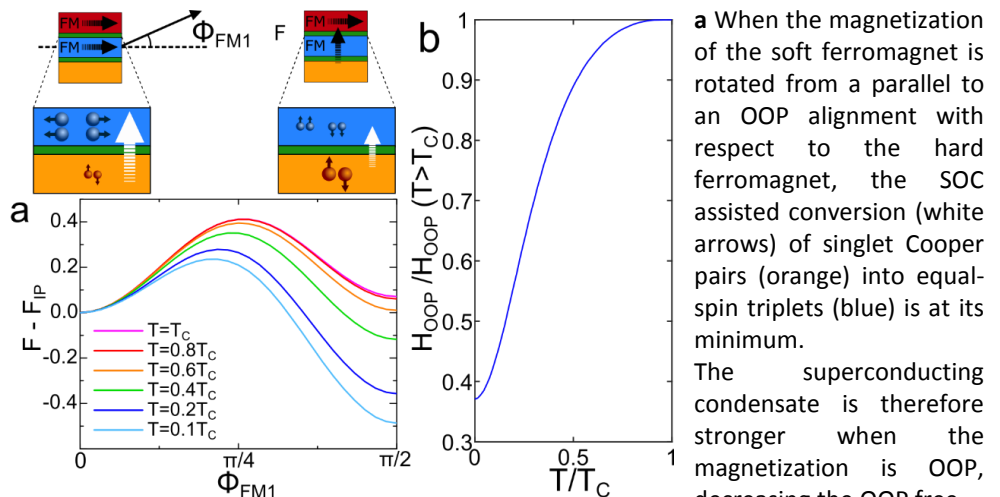 FM
FM
Φ_FM1
F
FM
FM
a
F - F_IP
0.4
0.2
0.0
-0.2
-0.4
T=T_C
T=0.8T_C
T=0.6T_C
T=0.4T_C
T=0.2T_C
T=0.1T_C
0
π/4
π/2
Φ_FM1
b
H_OOP/H_OOP (T>T_C)
1
0.9
0.8
0.7
0.6
0.5
0.4
0.3
0
0.5
1
T/T_C
a When the magnetization
of the soft ferromagnet is
rotated from a parallel to
an OOP alignment with
respect to the hard
ferromagnet, the SOC
assisted conversion (white
arrows) of singlet Cooper
pairs (orange) into equal-
spin triplets (blue) is at its
minimum.
The superconducting
condensate is therefore
stronger when the
magnetization is OOP,
decreasing the OOP free